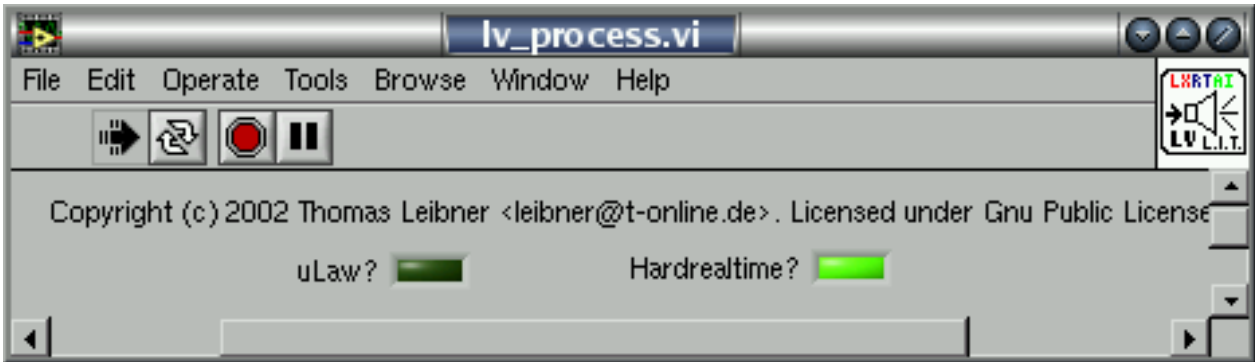 lv_process.vi
File Edit Operate Tools Browse Window Help
LXRTAI
LV L.I.T.
Copyright (c) 2002 Thomas Leibner <leibner@t-online.de>. Licensed under Gnu Public License
uLaw? Hardrealtime?